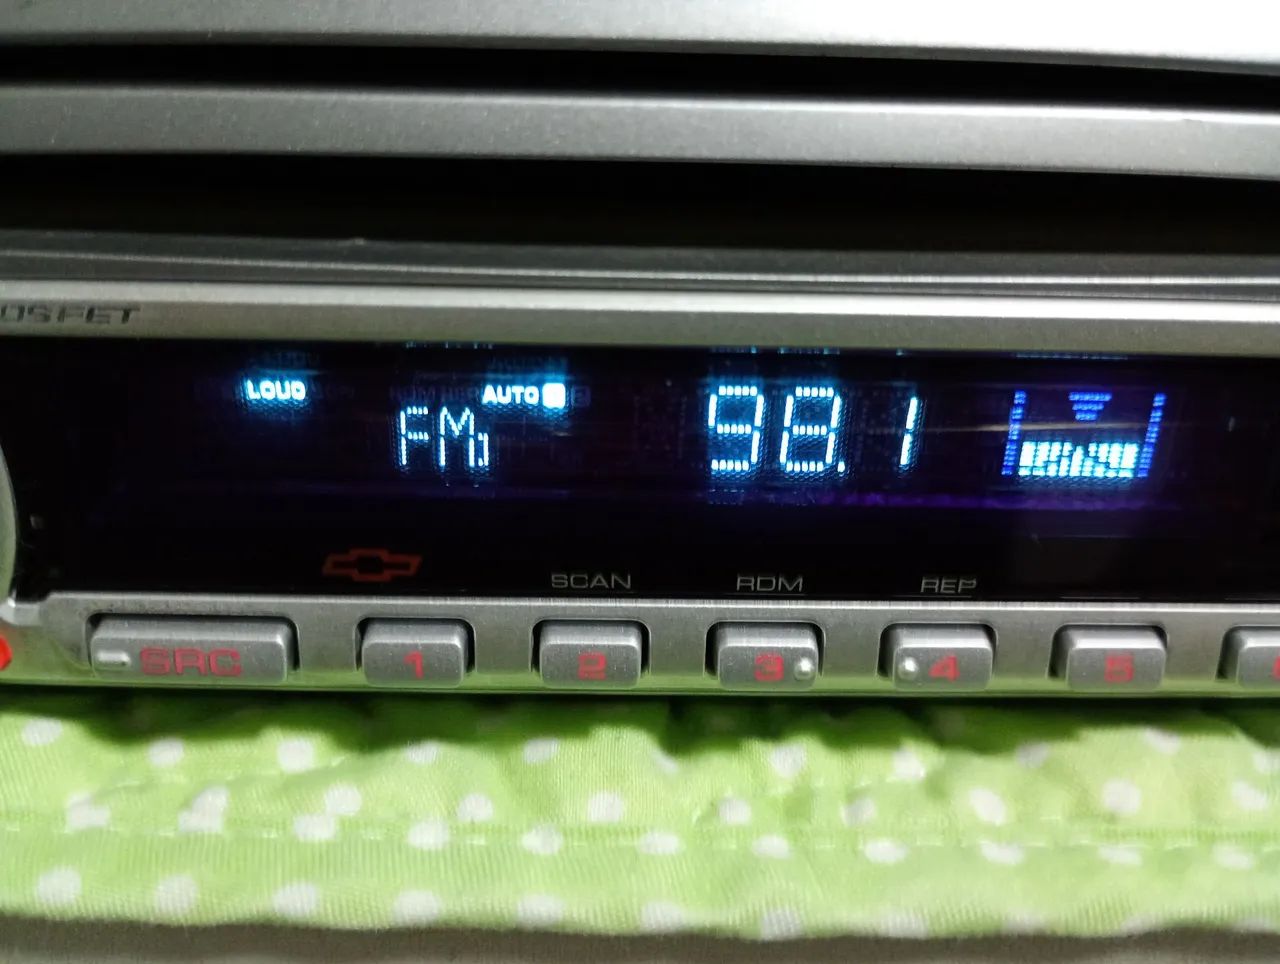 OSFET
LOUD AUTO
FM1 98.1
SCAN RDM REP
SRC 1 2 3 4 5